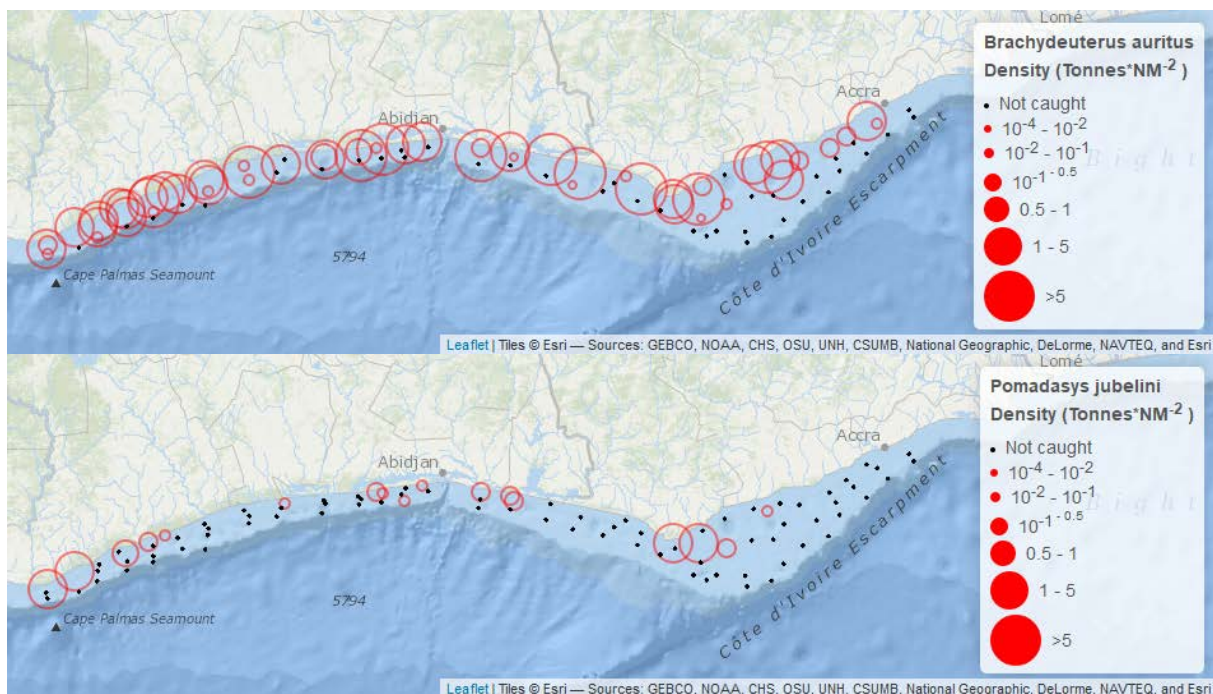 Lomé
Brachydeuterus auritus
Density (Tonnes*NM-2 )
Not caught
10-4 - 10-2
10-2 - 10-1
10-1 - 0.5
0.5 - 1
1 - 5
>5
Accra
Abidjan
Bight
5794
Cape Palmas Seamount
Côte d'Ivoire Escarpment
Leaflet | Tiles © Esri — Sources: GEBCO, NOAA, CHS, OSU, UNH, CSUMB, National Geographic, DeLorme, NAVTEQ, and Esri
Lomé
Pomadasys jubelini
Density (Tonnes*NM-2 )
Not caught
10-4 - 10-2
10-2 - 10-1
10-1 - 0.5
0.5 - 1
1 - 5
>5
Accra
Abidjan
Bight
5794
Cape Palmas Seamount
Côte d'Ivoire Escarpment
Leaflet | Tiles © Esri — Sources: GEBCO, NOAA, CHS, OSU, UNH, CSUMB, National Geographic, DeLorme, NAVTEQ, and Esri